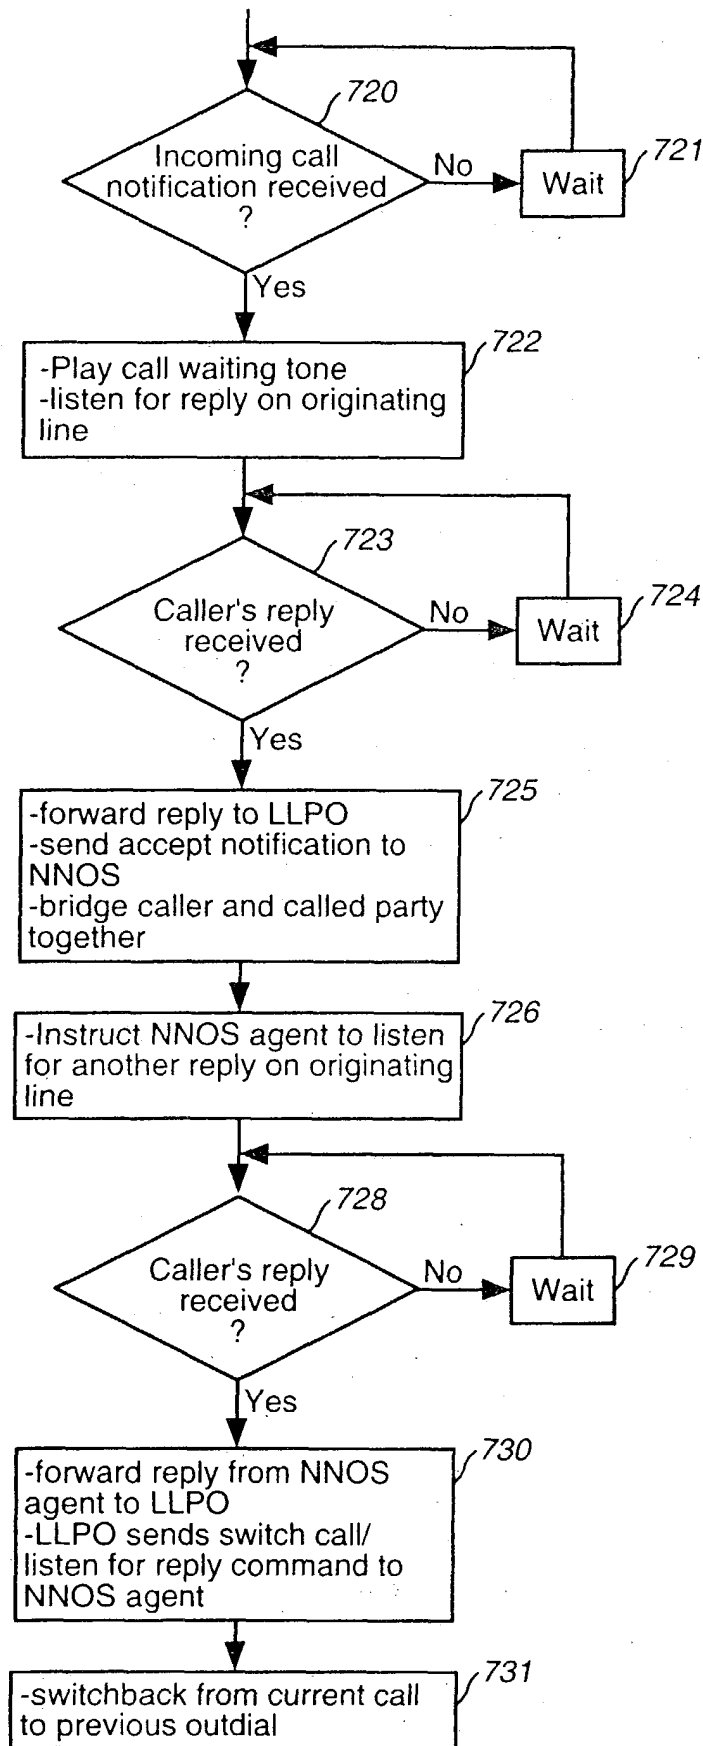 720
Incoming call
notification received
?
No
Wait
721
Yes
722
-Play call waiting tone
-listen for reply on originating
line
723
Caller's reply
received
?
No
Wait
724
Yes
725
-forward reply to LLPO
-send accept notification to
NNOS
-bridge caller and called party
together
726
-Instruct NNOS agent to listen
for another reply on originating
line
728
Caller's reply
received
?
No
Wait
729
Yes
730
-forward reply from NNOS
agent to LLPO
-LLPO sends switch call/
listen for reply command to
NNOS agent
731
-switchback from current call
to previous outdial